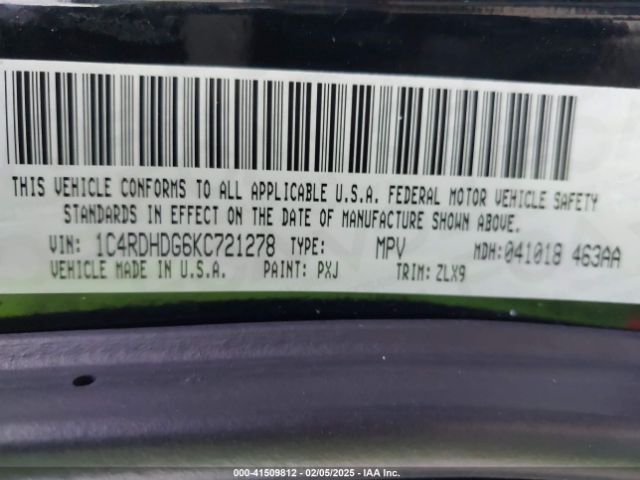 THIS VEHICLE CONFORMS TO ALL APPLICABLE U.S.A. FEDERAL MOTOR VEHICLE SAFETY
STANDARDS IN EFFECT ON THE DATE OF MANUFACTURE SHOWN ABOVE.
VIN: 1C4RDHDG6KC721278 TYPE: MPV MDH:041018 463AA
VEHICLE MADE IN U.S.A. PAINT: PXJ TRIM: ZLX9
000-41509812 - 02/05/2025 - IAA Inc.